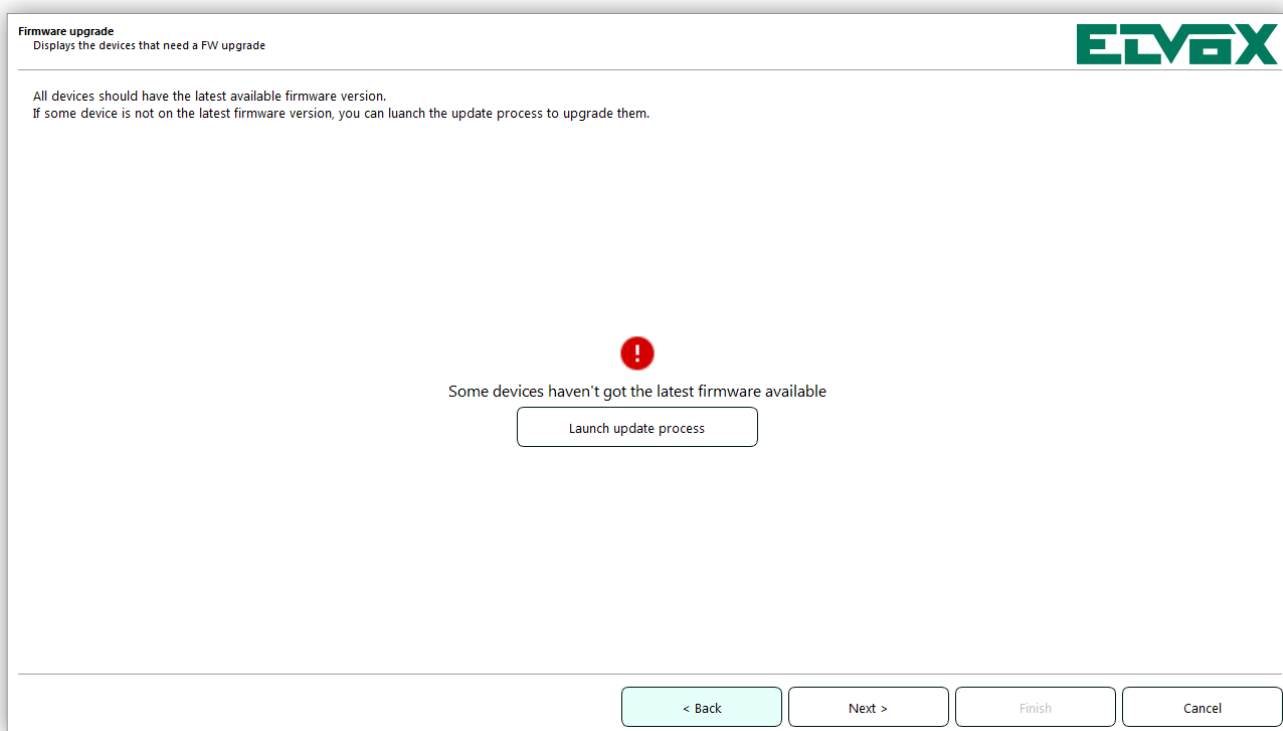 Firmware upgrade
Displays the devices that need a FW upgrade
ELVOX
All devices should have the latest available firmware version.
If some device is not on the latest firmware version, you can luanch the update process to upgrade them.
Some devices haven't got the latest firmware available
Launch update process
< Back
Next >
Finish
Cancel